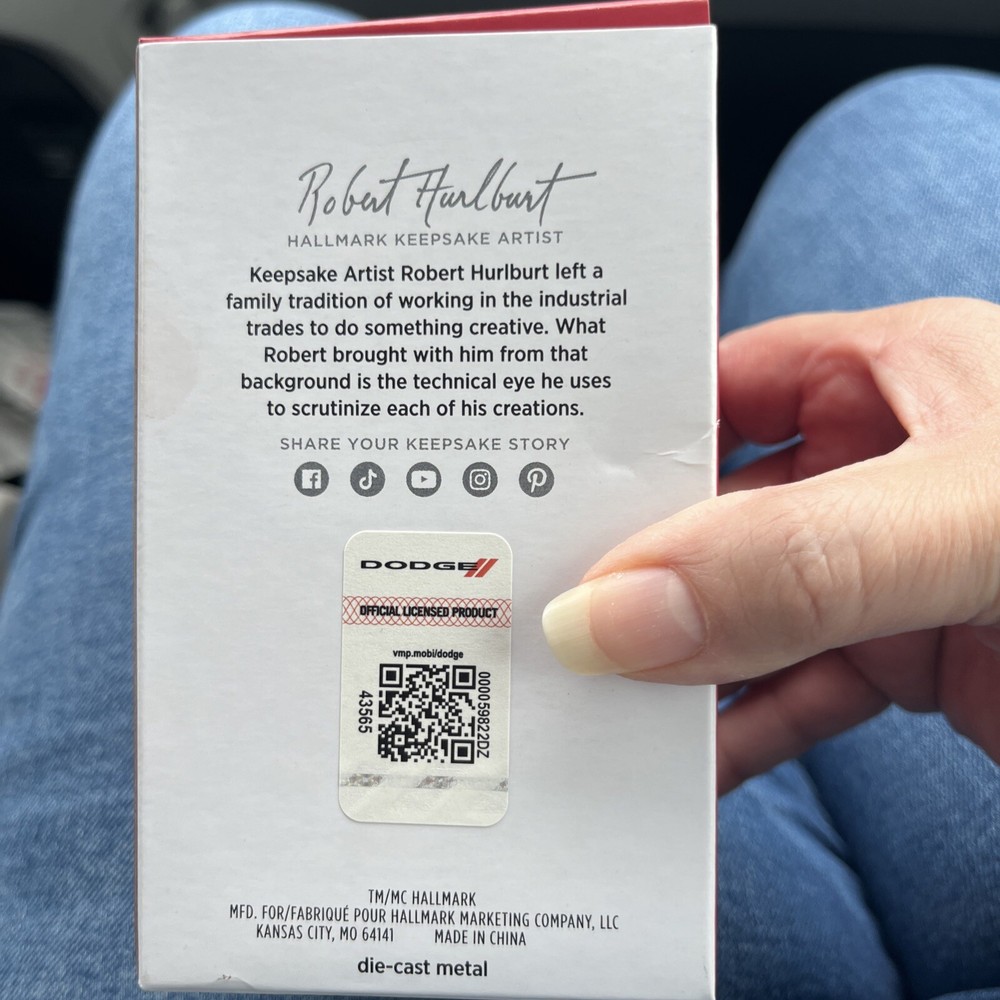 Robert Hurlburt
HALLMARK KEEPSAKE ARTIST
Keepsake Artist Robert Hurlburt left a
family tradition of working in the industrial
trades to do something creative. What
Robert brought with him from that
background is the technical eye he uses
to scrutinize each of his creations.
SHARE YOUR KEEPSAKE STORY
DODGE
OFFICIAL LICENSED PRODUCT
vmp.mobi/dodge
43565
000059822DZ
TM/MC HALLMARK
MFD. FOR/FABRIQUÉ POUR HALLMARK MARKETING COMPANY, LLC
KANSAS CITY, MO 64141 MADE IN CHINA
die-cast metal